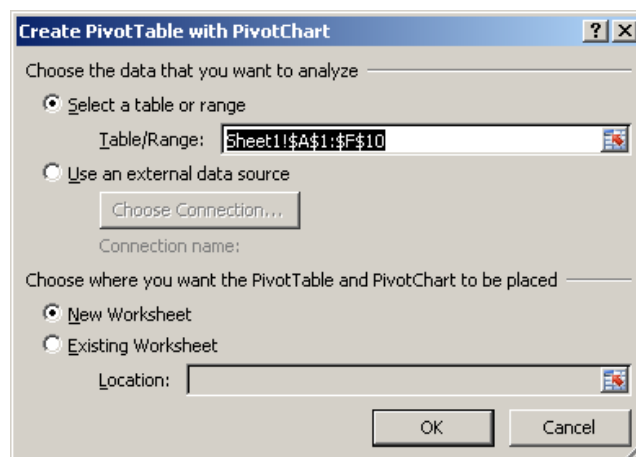 Create PivotTable with PivotChart
Choose the data that you want to analyze
Select a table or range
Table/Range: Sheet1!$A$1:$F$10
Use an external data source
Choose Connection...
Connection name:
Choose where you want the PivotTable and PivotChart to be placed
New Worksheet
Existing Worksheet
Location:
OK Cancel